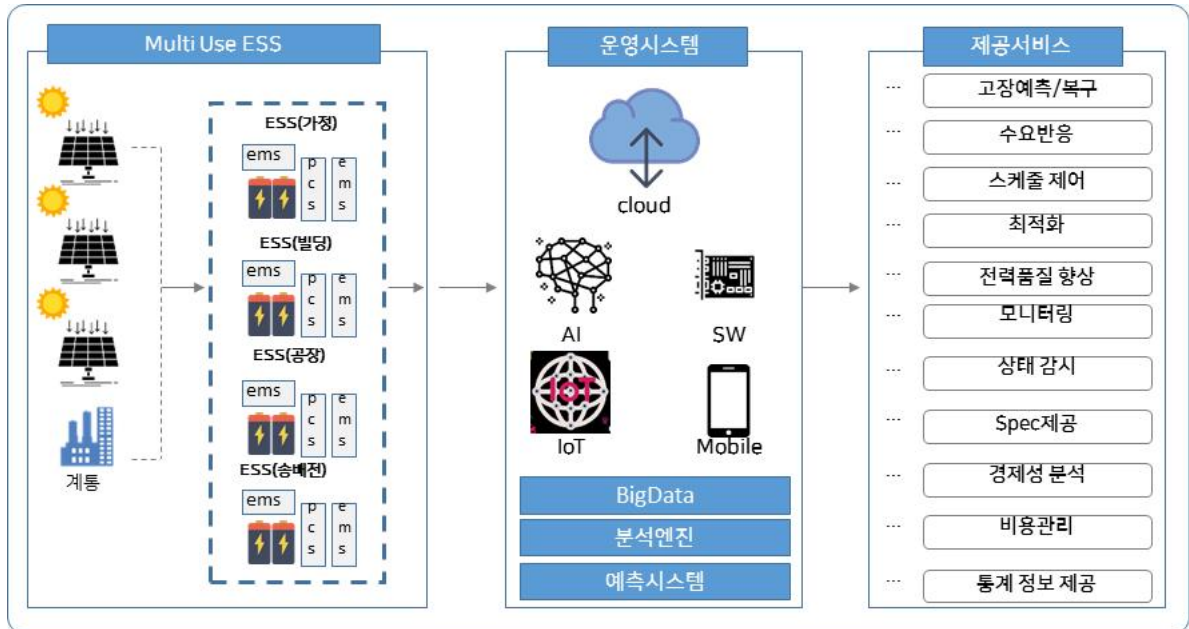 Multi Use ESS
계통
ESS(가정)
ems
p
c
s
e
m
s
ESS(빌딩)
ems
p
c
s
e
m
s
ESS(공장)
ems
p
c
s
e
m
s
ESS(송배전)
ems
p
c
s
e
m
s
운영시스템
cloud
AI
SW
IoT
IoT
Mobile
BigData
분석엔진
예측시스템
제공서비스
... 고장예측/복구
... 수요반응
... 스케줄 제어
... 최적화
... 전력품질 향상
... 모니터링
... 상태 감시
... Spec제공
... 경제성 분석
... 비용관리
... 통계 정보 제공